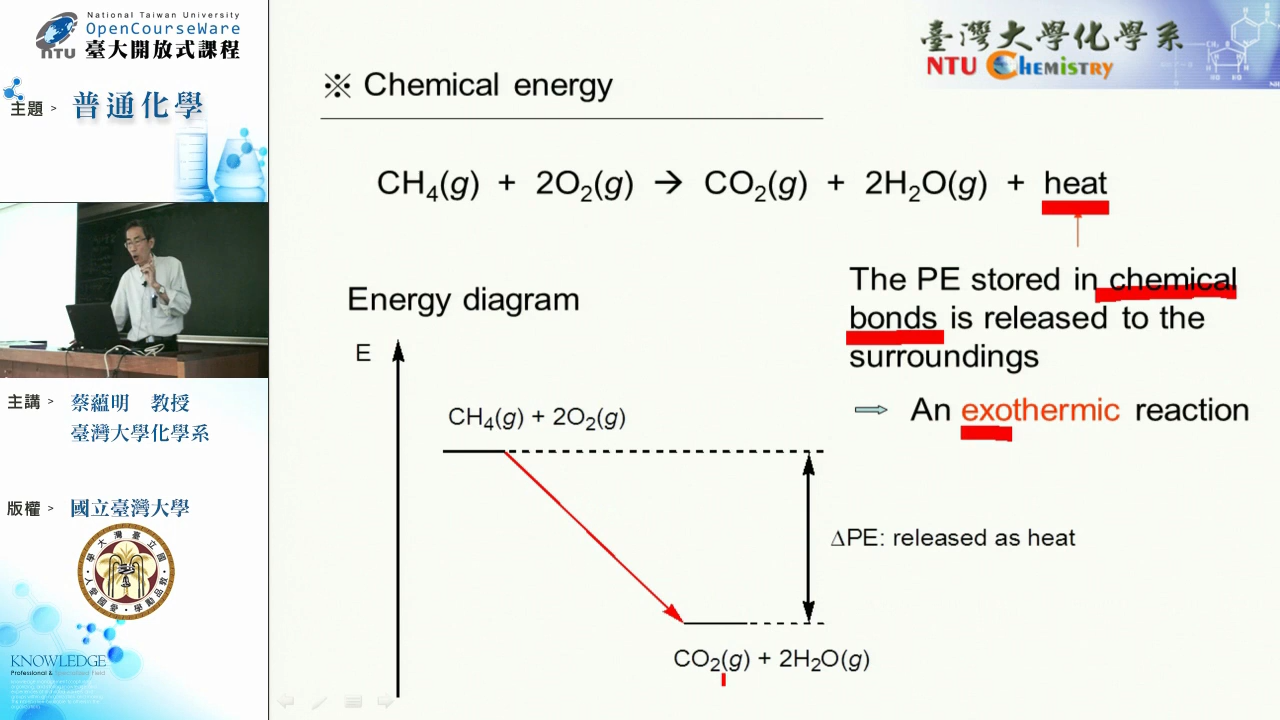 National Taiwan University
OpenCourseWare
NTU 臺大開放式課程
主題 > 普通化學
主講 > 蔡蘊明 教授
臺灣大學化學系
版權 > 國立臺灣大學
KNOWLEDGE
臺灣大學化學系
NTU Chemistry
※ Chemical energy
CH₄(g) + 2O₂(g) → CO₂(g) + 2H₂O(g) + heat
The PE stored in chemical
bonds is released to the
surroundings
⇒ An exothermic reaction
Energy diagram
E
CH₄(g) + 2O₂(g)
ΔPE: released as heat
CO₂(g) + 2H₂O(g)